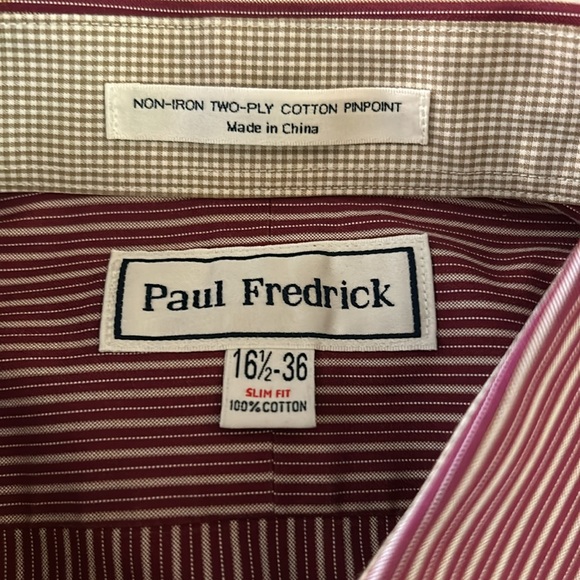 NON-IRON TWO-PLY COTTON PINPOINT
Made in China
Paul Fredrick
16½-36
SLIM FIT
100% COTTON